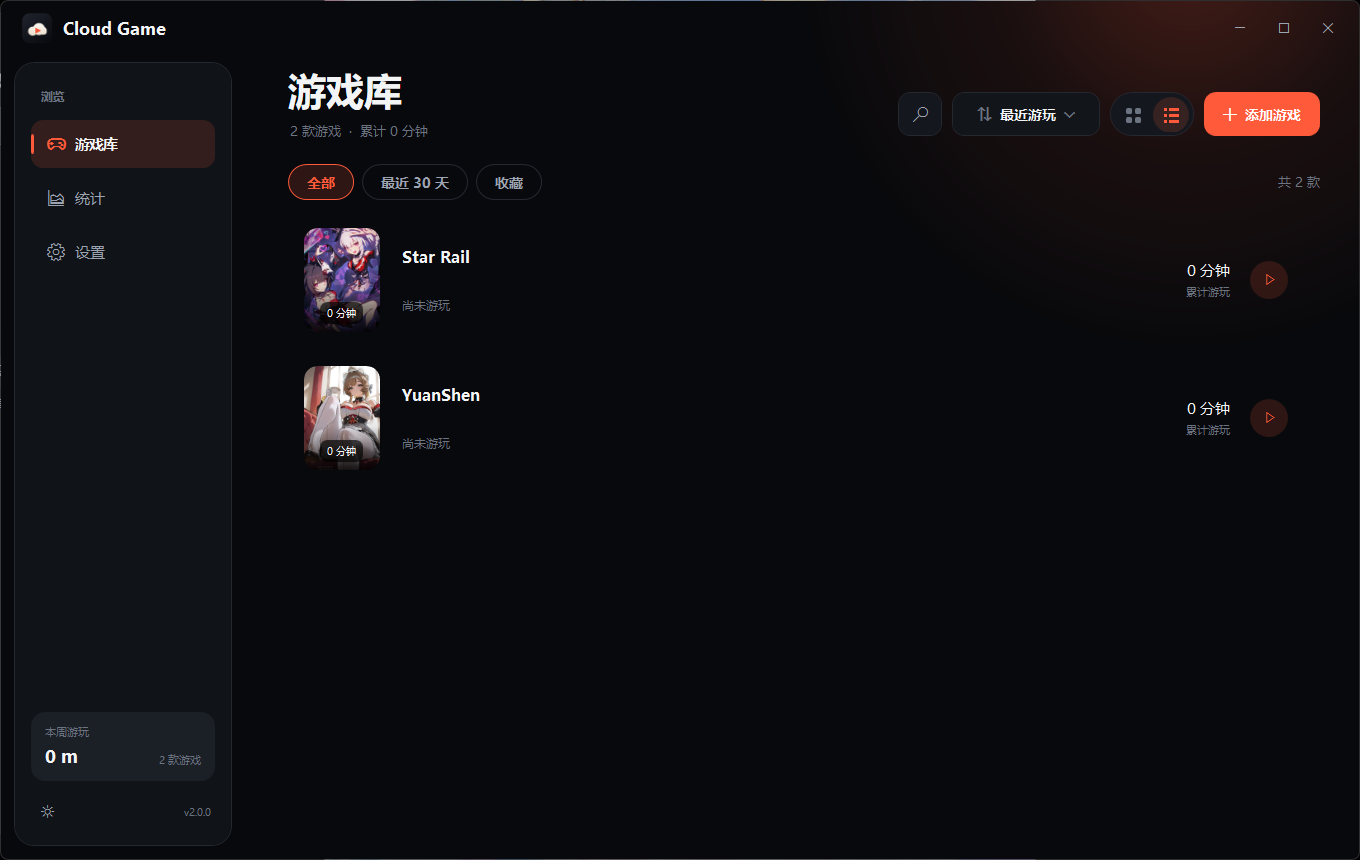 Cloud Game
浏览
游戏库
统计
设置
本周游玩
0 m
2 款游戏
v2.0.0
游戏库
2 款游戏 · 累计 0 分钟
最近游玩
添加游戏
全部
最近 30 天
收藏
共 2 款
0 分钟
Star Rail
尚未游玩
0 分钟
累计游玩
0 分钟
YuanShen
尚未游玩
0 分钟
累计游玩